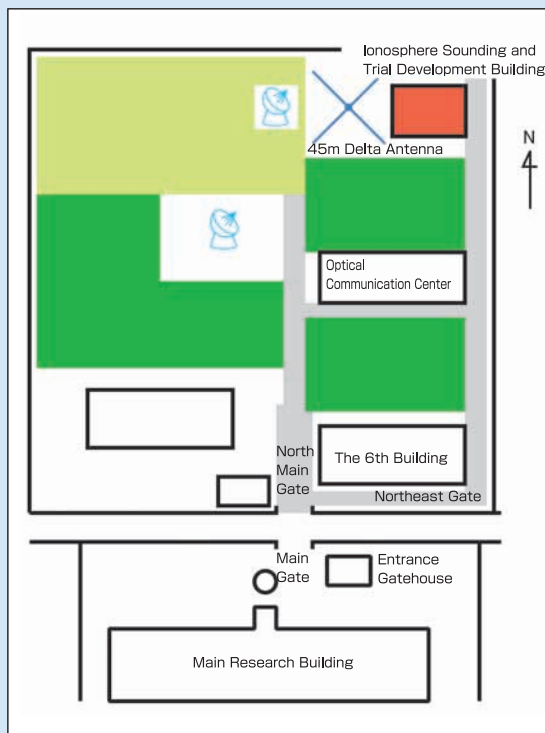 Ionosphere Sounding and
Trial Development Building
N
45m Delta Antenna
Optical
Communication Center
North
Main
Gate
The 6th Building
Northeast Gate
Main
Gate
Entrance
Gatehouse
Main Research Building